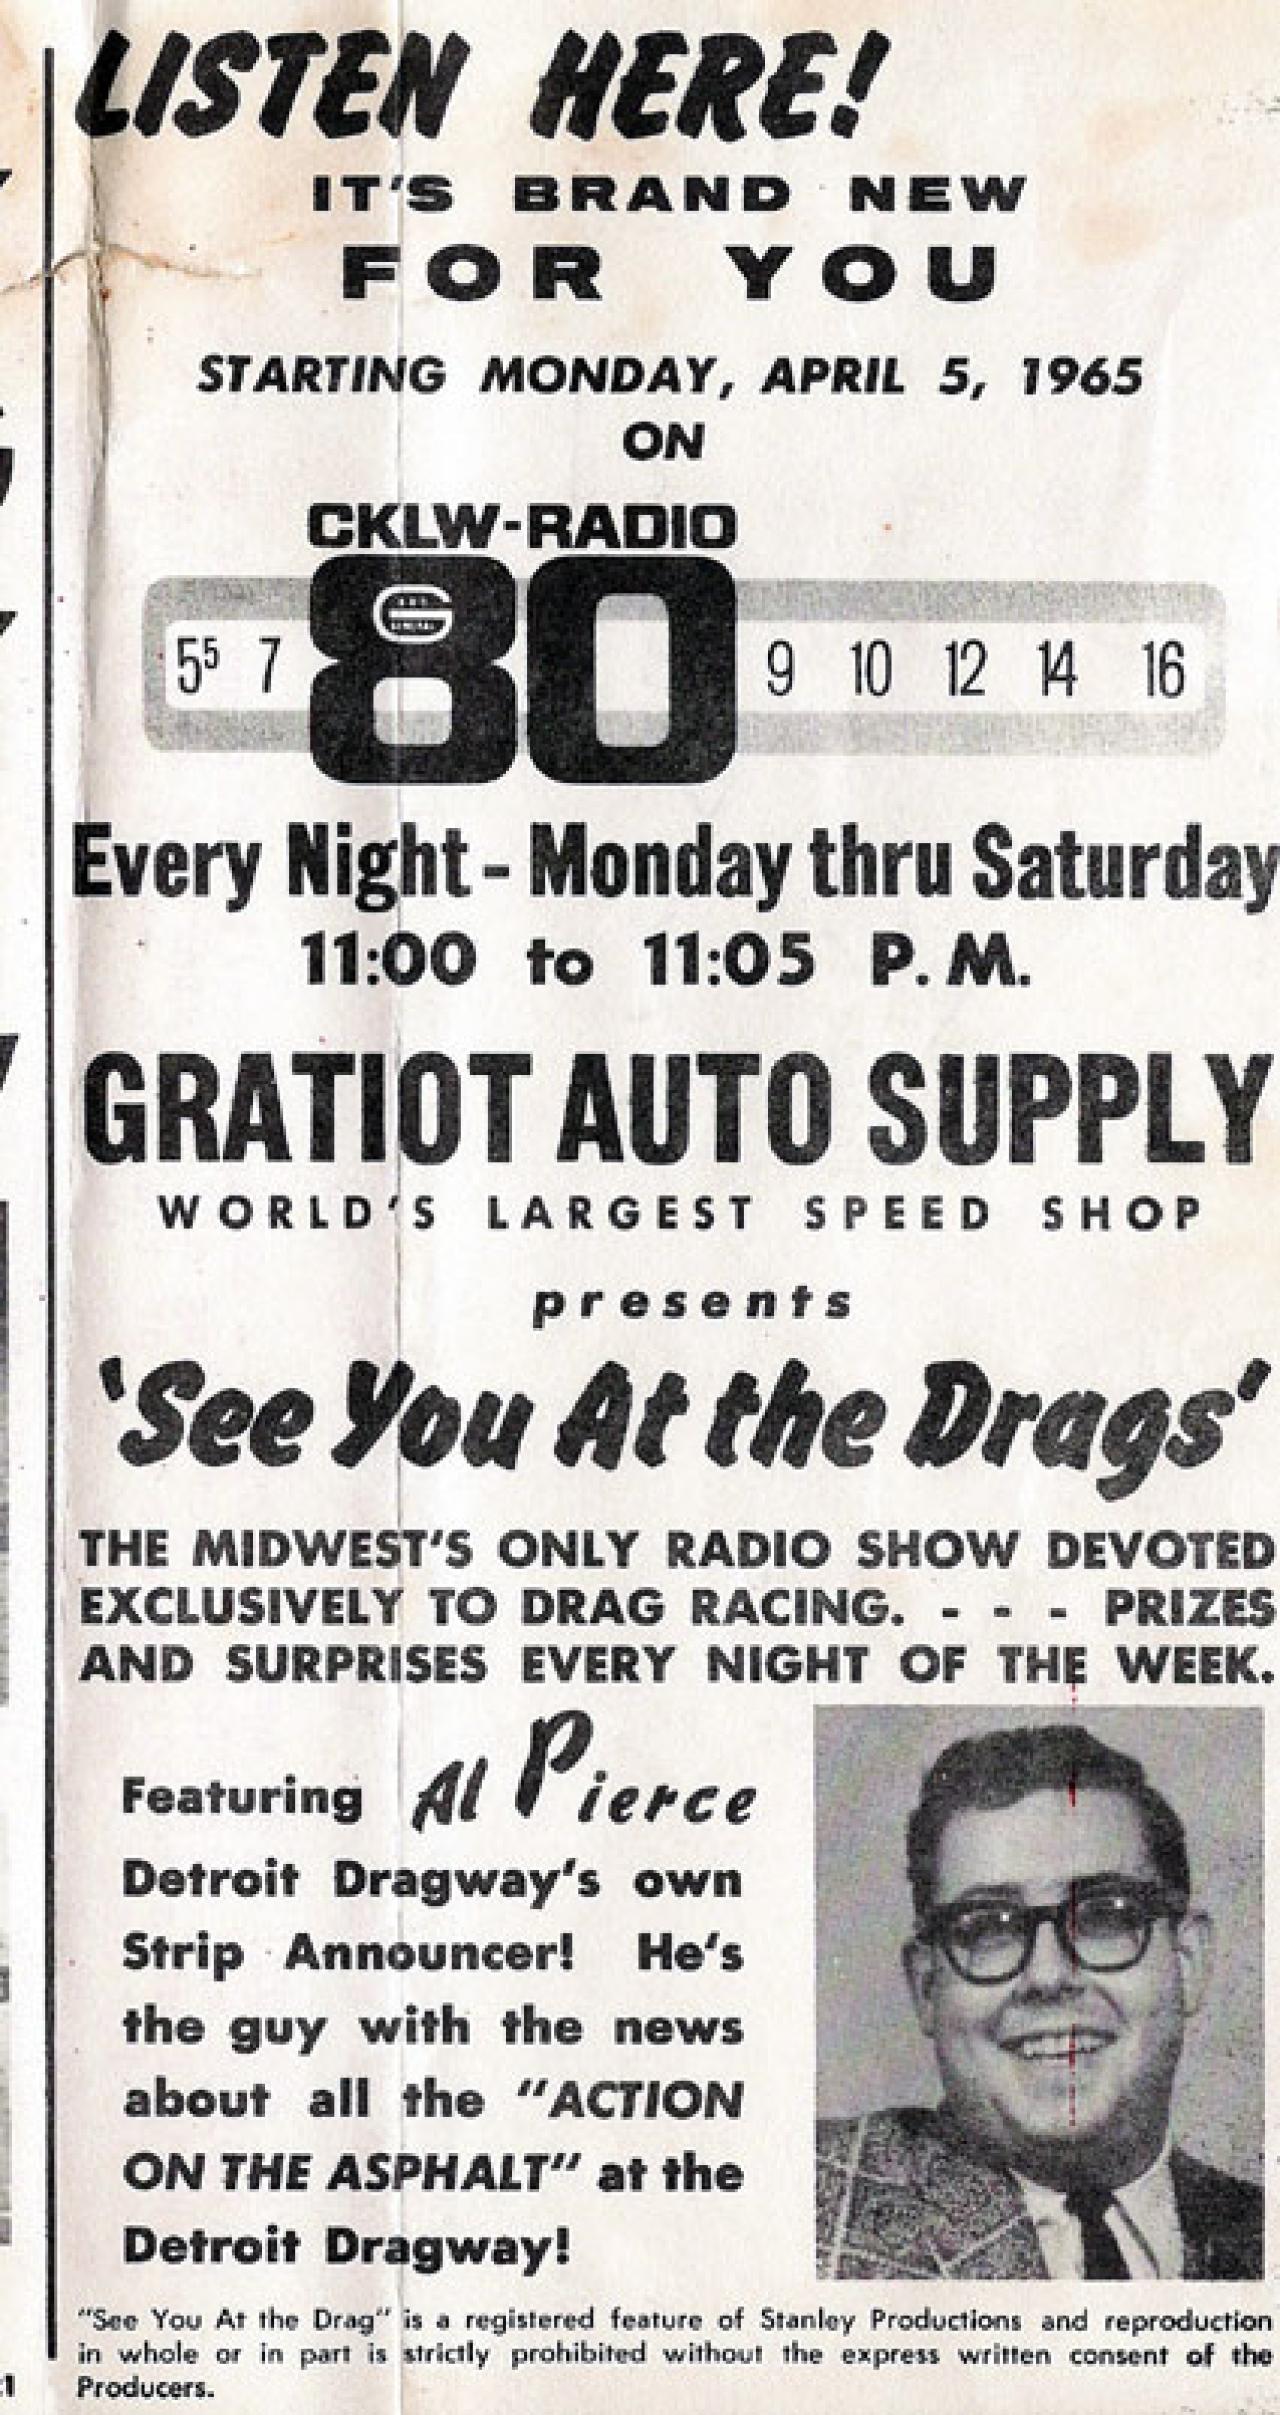 LISTEN HERE!
IT'S BRAND NEW
FOR YOU
STARTING MONDAY, APRIL 5, 1965
ON
CKLW-RADIO
5⁵ 7 80 9 10 12 14 16
Every Night - Monday thru Saturday
11:00 to 11:05 P.M.
GRATIOT AUTO SUPPLY
WORLD'S LARGEST SPEED SHOP
presents
'See You At the Drags'
THE MIDWEST'S ONLY RADIO SHOW DEVOTED
EXCLUSIVELY TO DRAG RACING. - - - PRIZES
AND SURPRISES EVERY NIGHT OF THE WEEK.
Featuring Al Pierce
Detroit Dragway's own
Strip Announcer! He's
the guy with the news
about all the "ACTION
ON THE ASPHALT" at the
Detroit Dragway!
"See You At the Drag" is a registered feature of Stanley Productions and reproduction
in whole or in part is strictly prohibited without the express written consent of the
Producers.